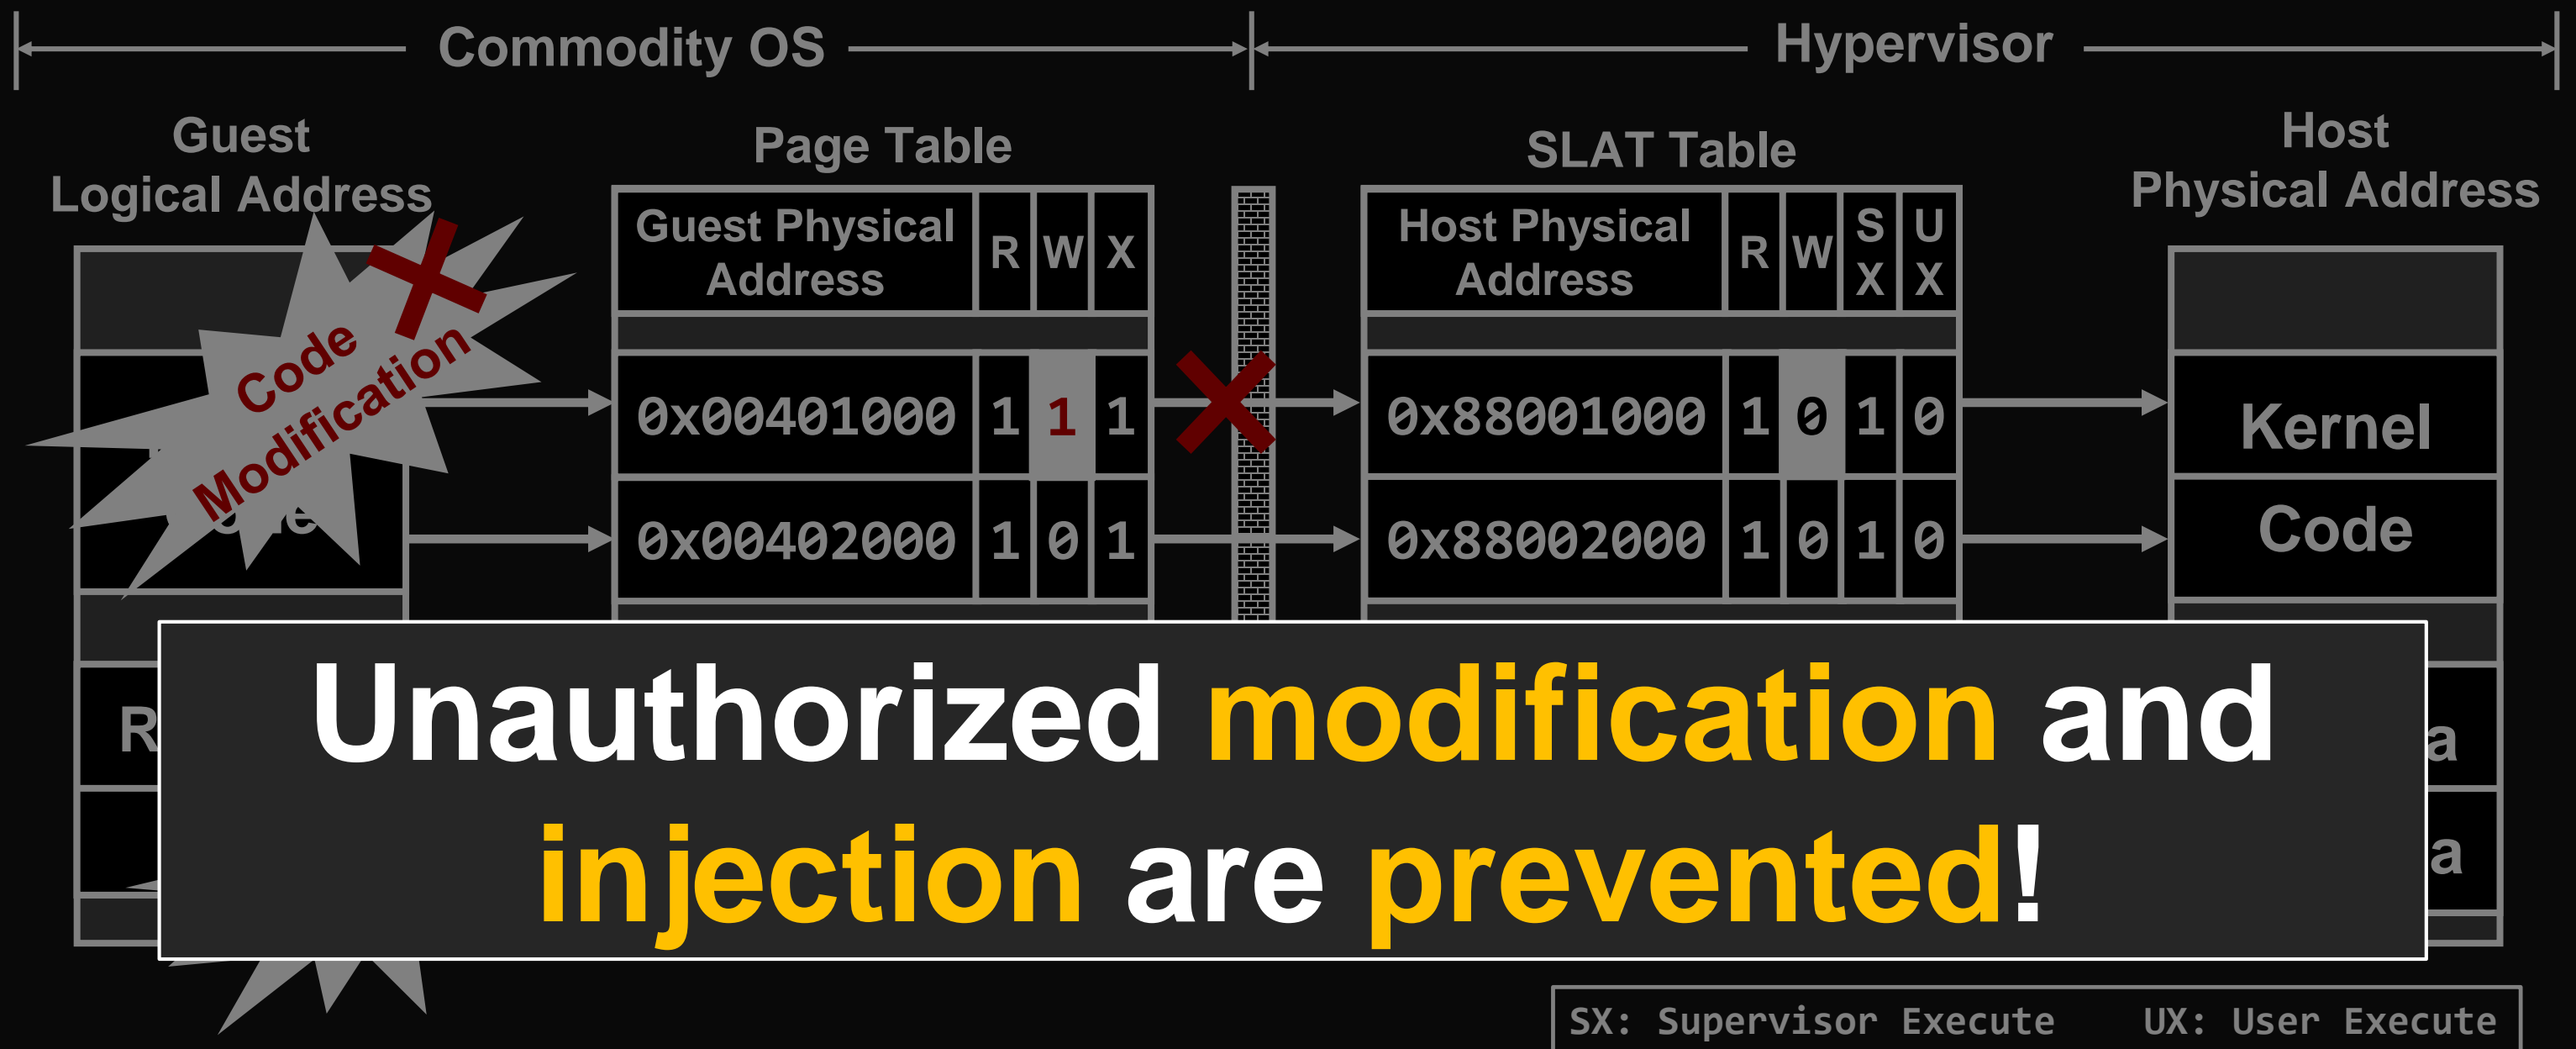 Commodity OS
Hypervisor
Guest
Logical Address
Page Table
SLAT Table
Host
Physical Address
Guest Physical
Address
R
W
X
Host Physical
Address
R
W
S
X
U
X
Code
Modification
0x00401000 1 1 1
0x88001000 1 0 1 0
Kernel
0x00402000 1 0 1
0x88002000 1 0 1 0
Code
R
a
a
Unauthorized modification and
injection are prevented!
SX: Supervisor Execute UX: User Execute